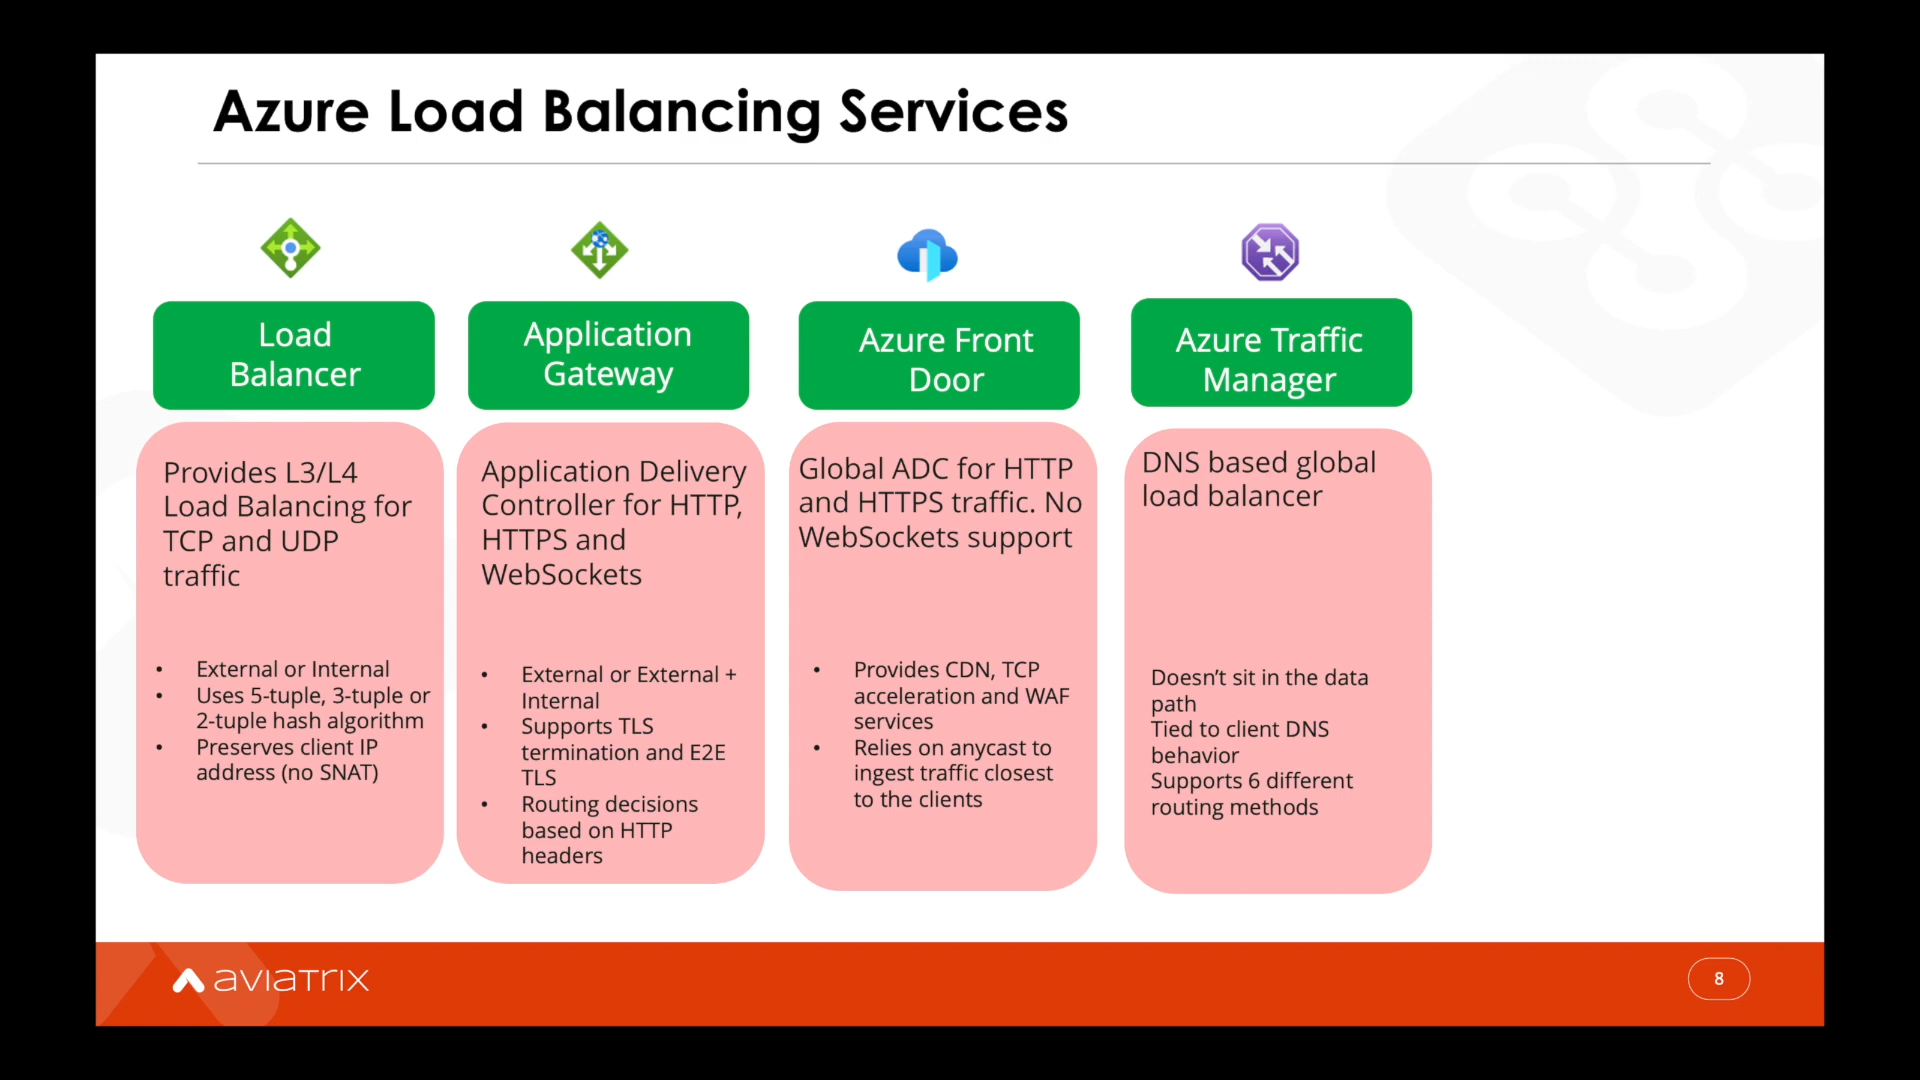 Azure Load Balancing Services
Load
Balancer
Provides L3/L4
Load Balancing for
TCP and UDP
traffic
• External or Internal
• Uses 5-tuple, 3-tuple or
2-tuple hash algorithm
• Preserves client IP
address (no SNAT)
Application
Gateway
Application Delivery
Controller for HTTP,
HTTPS and
WebSockets
• External or External +
Internal
• Supports TLS
termination and E2E
TLS
• Routing decisions
based on HTTP
headers
Azure Front
Door
Global ADC for HTTP
and HTTPS traffic. No
WebSockets support
• Provides CDN, TCP
acceleration and WAF
services
• Relies on anycast to
ingest traffic closest
to the clients
Azure Traffic
Manager
DNS based global
load balancer
Doesn’t sit in the data
path
Tied to client DNS
behavior
Supports 6 different
routing methods
aviatrix
8